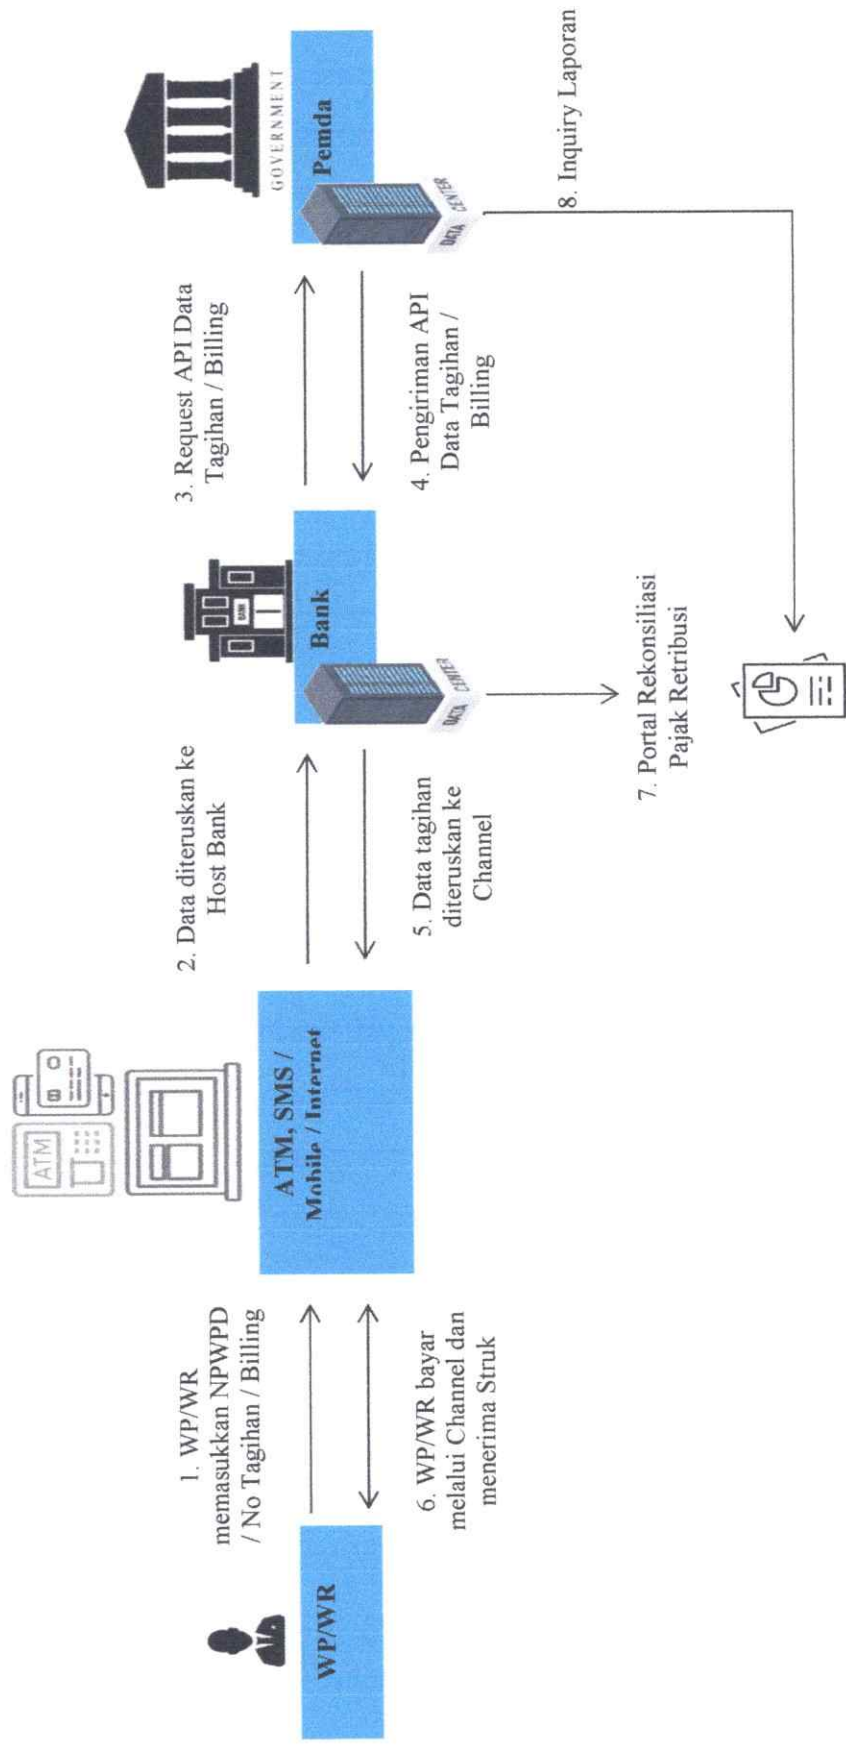 ATM
GOVERNMENT
BANK
WP/WR
1. WP/WR
memasukkan NPWPD
/ No Tagihan / Billing
6. WP/WR bayar
melalui Channel dan
menerima Struk
ATM, SMS /
Mobile / Internet
2. Data diteruskan ke
Host Bank
5. Data tagihan
diteruskan ke
Channel
Bank
DATA CENTER
3. Request API Data
Tagihan / Billing
4. Pengiriman API
Data Tagihan /
Billing
Pemda
DATA CENTER
7. Portal Rekonsiliasi
Pajak Retribusi
8. Inquiry Laporan